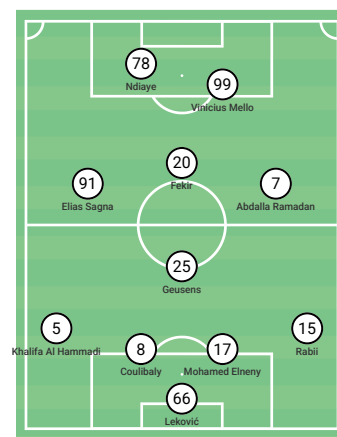 78
Ndiaye
99
Vinicius Mello
20
Fekir
91
Elias Sagna
7
Abdalla Ramadan
25
Geusens
5
Khalifa Al Hammadi
15
Rabii
8
Coulibaly
17
Mohamed Elneny
66
Leković